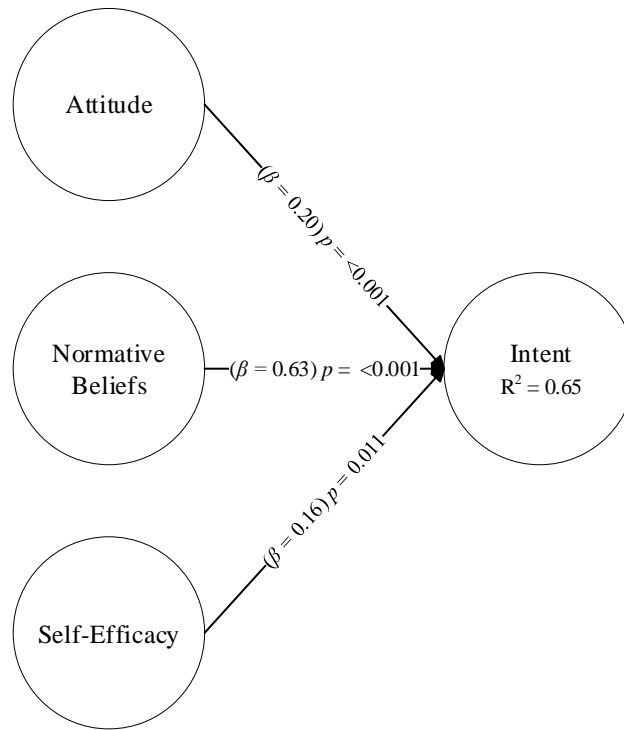 Attitude
(β = 0.20) p = <0.001
Normative
Beliefs
(β = 0.63) p = <0.001
Intent
R² = 0.65
(β = 0.16) p = 0.011
Self-Efficacy